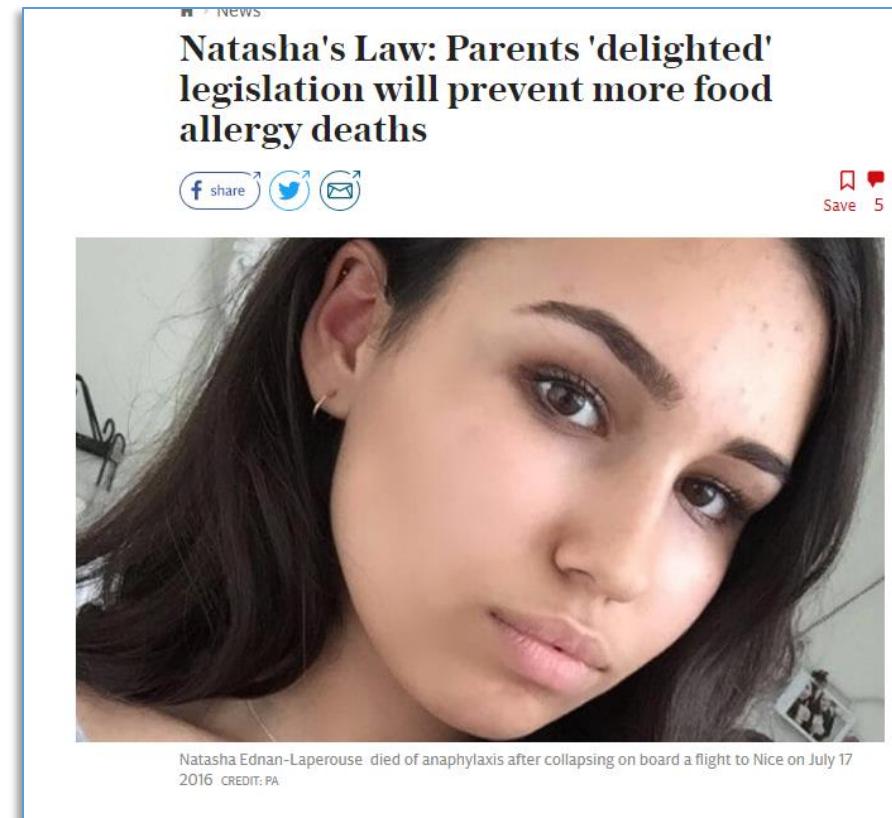 News
Natasha's Law: Parents 'delighted'
legislation will prevent more food
allergy deaths
f share
Save 5
Natasha Ednan-Laperouse died of anaphylaxis after collapsing on board a flight to Nice on July 17
2016 CREDIT: PA